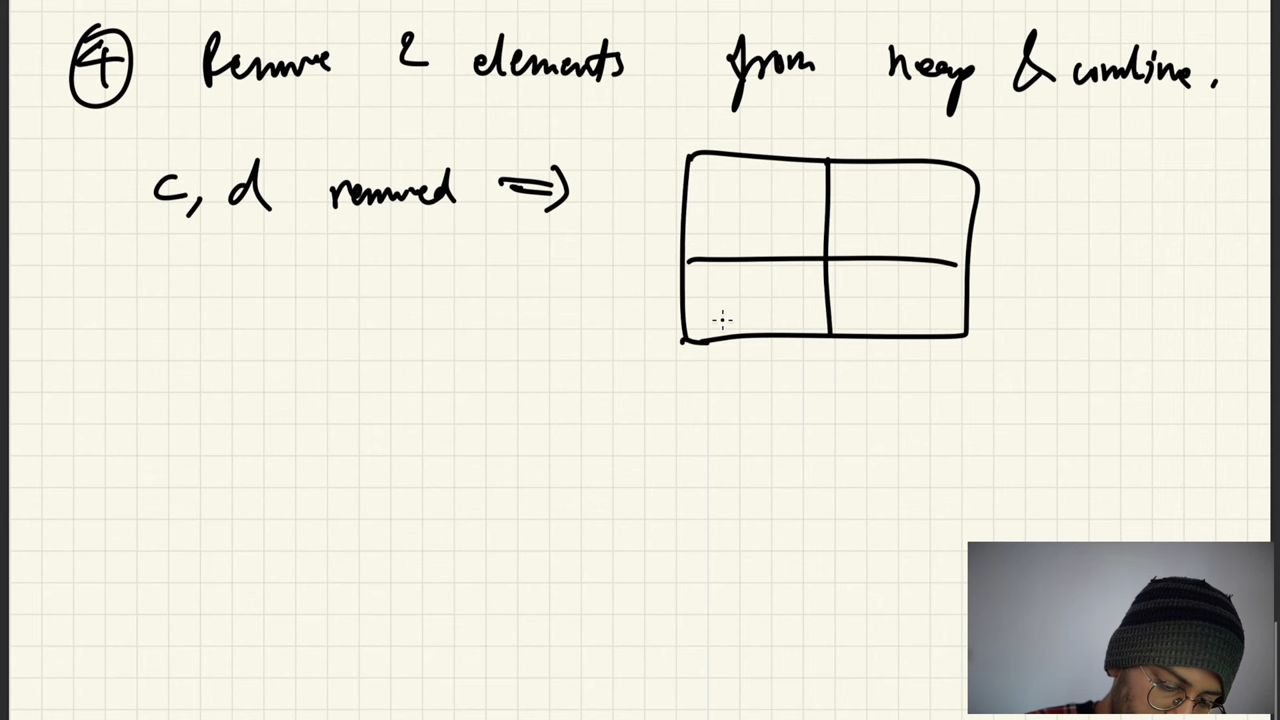 ④ Remove 2 elements from heap & combine.
c, d removed ⇒